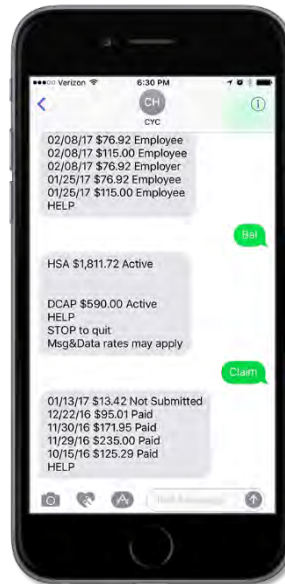 Verizon
6:30 PM
CH
CYC
02/08/17 $76.92 Employee
02/08/17 $115.00 Employee
02/08/17 $76.92 Employer
01/25/17 $76.92 Employee
01/25/17 $115.00 Employee
HELP
Bal
HSA $1,811.72 Active
DCAP $590.00 Active
HELP
STOP to quit
Msg&Data rates may apply
Claim
01/13/17 $13.42 Not Submitted
12/22/16 $95.01 Paid
11/30/16 $171.95 Paid
11/29/16 $235.00 Paid
10/15/16 $125.29 Paid
HELP